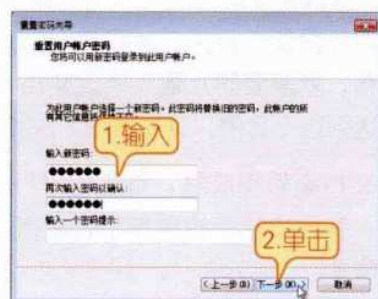 重置密码向导
重置用户帐户密码
您将可以用新密码登录到此用户帐户。
为此用户帐户选择一个新密码。此密码将替换旧的密码，此帐户的所
有其它信息将保持不变。
1.输入
输入新密码:
再次输入密码以确认:
输入一个密码提示:
2.单击
<上一步(B) 下一步(N)> 取消